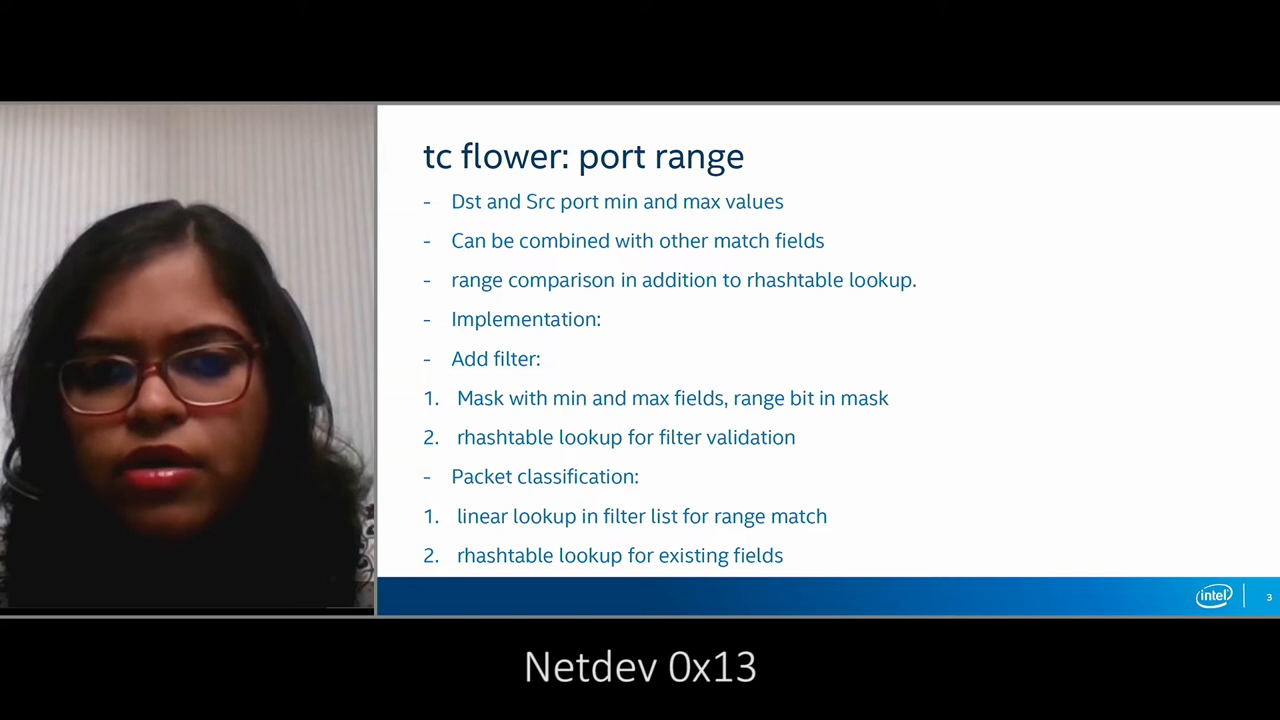 tc flower: port range
- Dst and Src port min and max values
- Can be combined with other match fields
- range comparison in addition to rhashtable lookup.
- Implementation:
- Add filter:
1. Mask with min and max fields, range bit in mask
2. rhashtable lookup for filter validation
- Packet classification:
1. linear lookup in filter list for range match
2. rhashtable lookup for existing fields
intel
3
Netdev 0x13